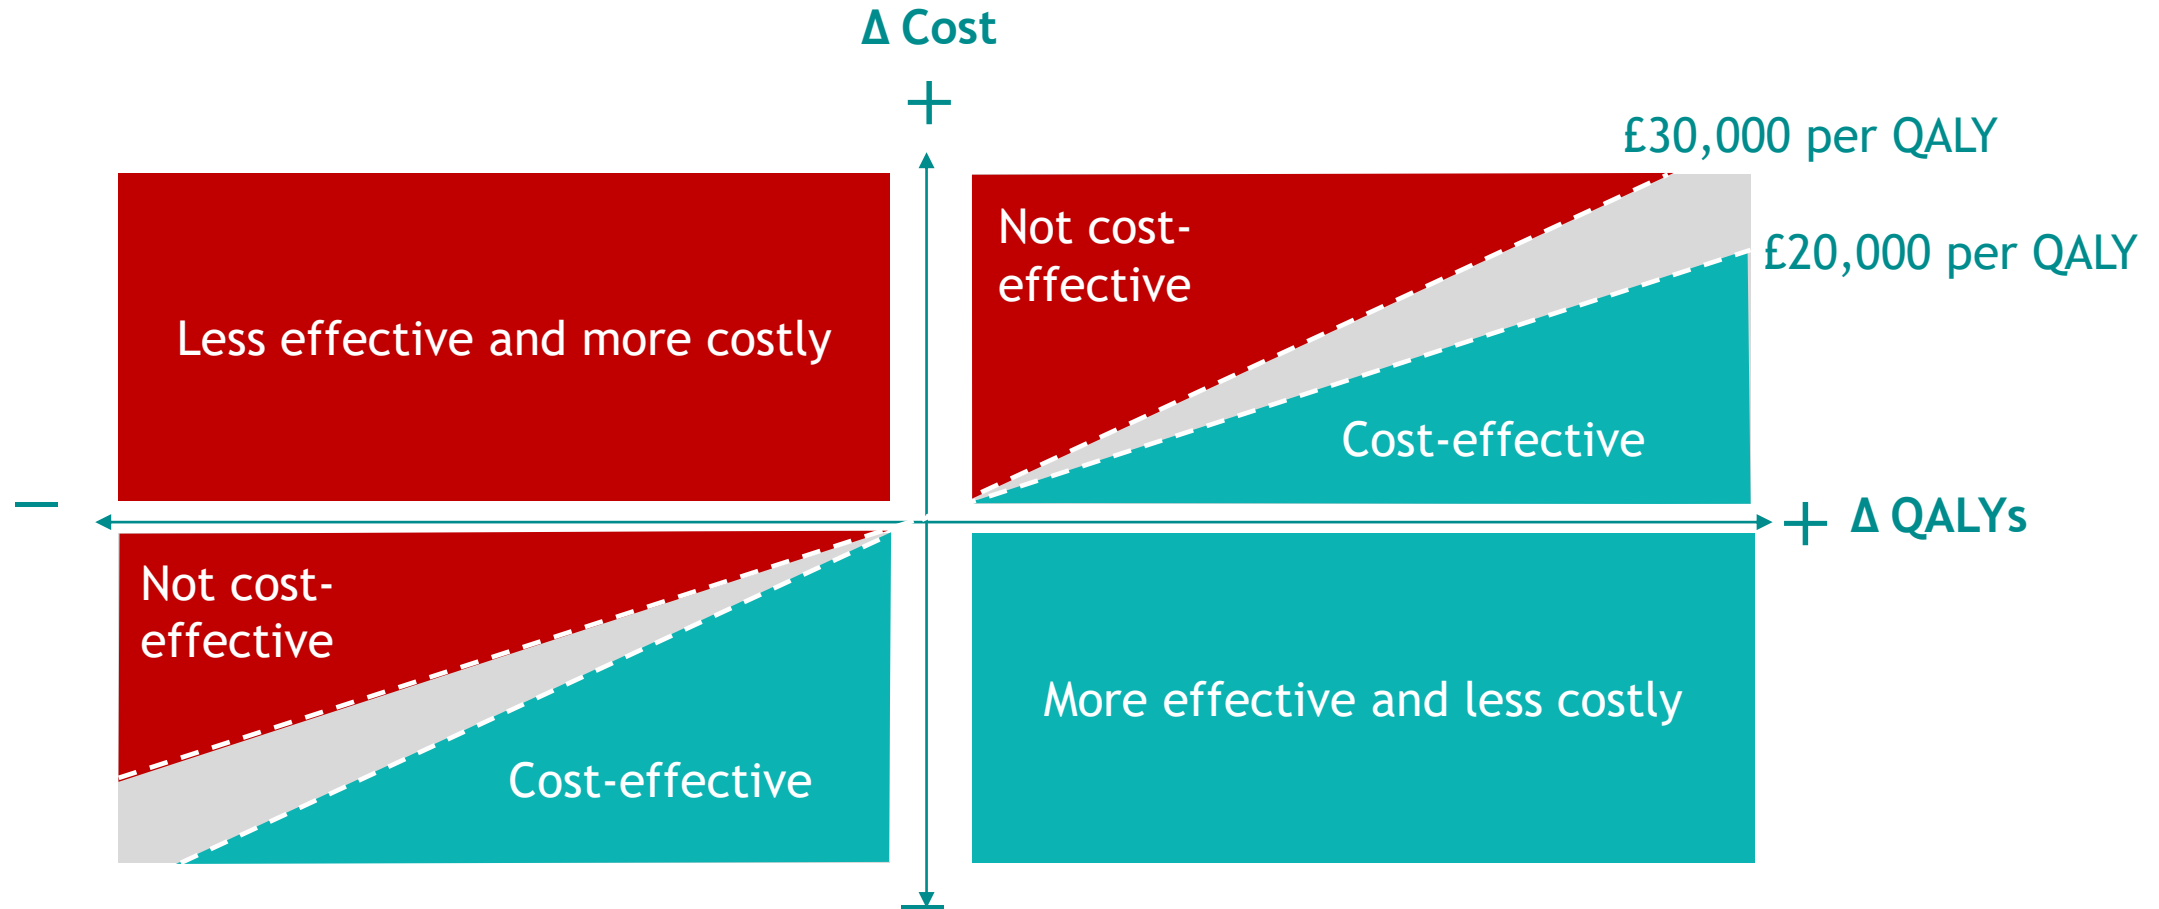 Δ Cost
+
£30,000 per QALY
Not cost-
effective
£20,000 per QALY
Less effective and more costly
Cost-effective
–
+ Δ QALYs
Not cost-
effective
More effective and less costly
Cost-effective
–